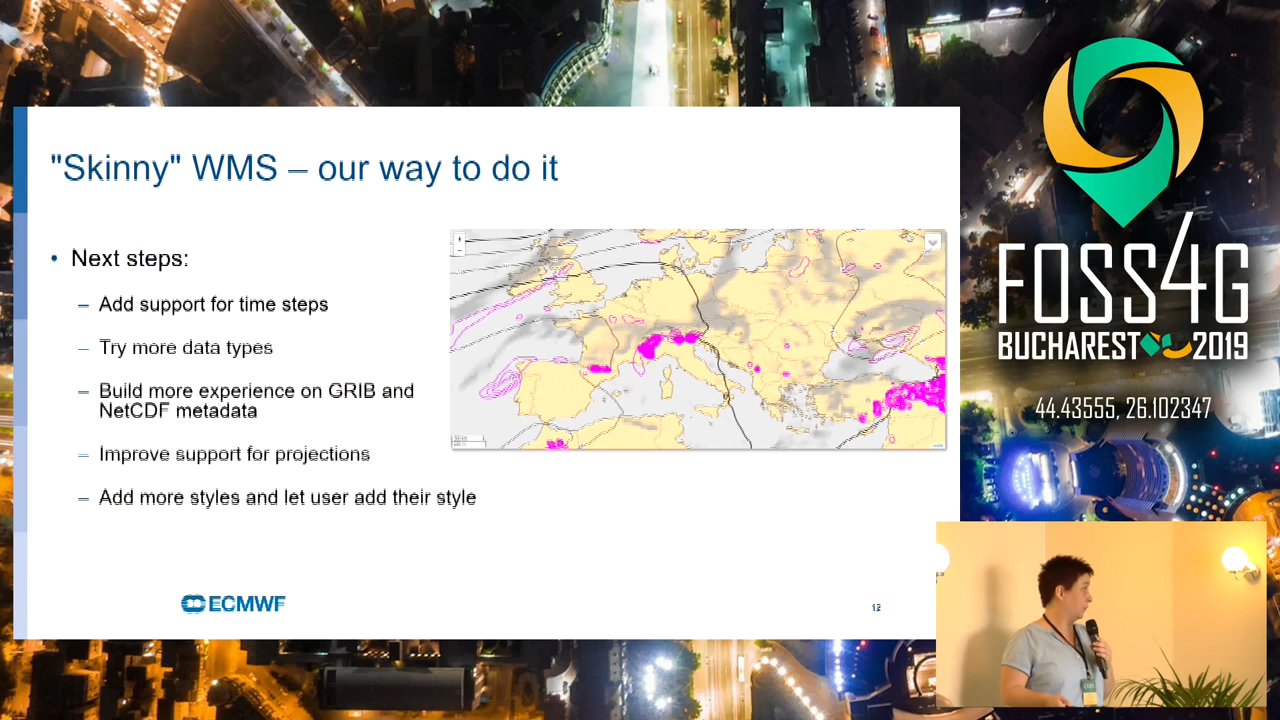 "Skinny" WMS – our way to do it
• Next steps:
– Add support for time steps
– Try more data types
– Build more experience on GRIB and
NetCDF metadata
– Improve support for projections
– Add more styles and let user add their style
ECMWF
12
FOSS4G
BUCHAREST 2019
44.43555, 26.102347